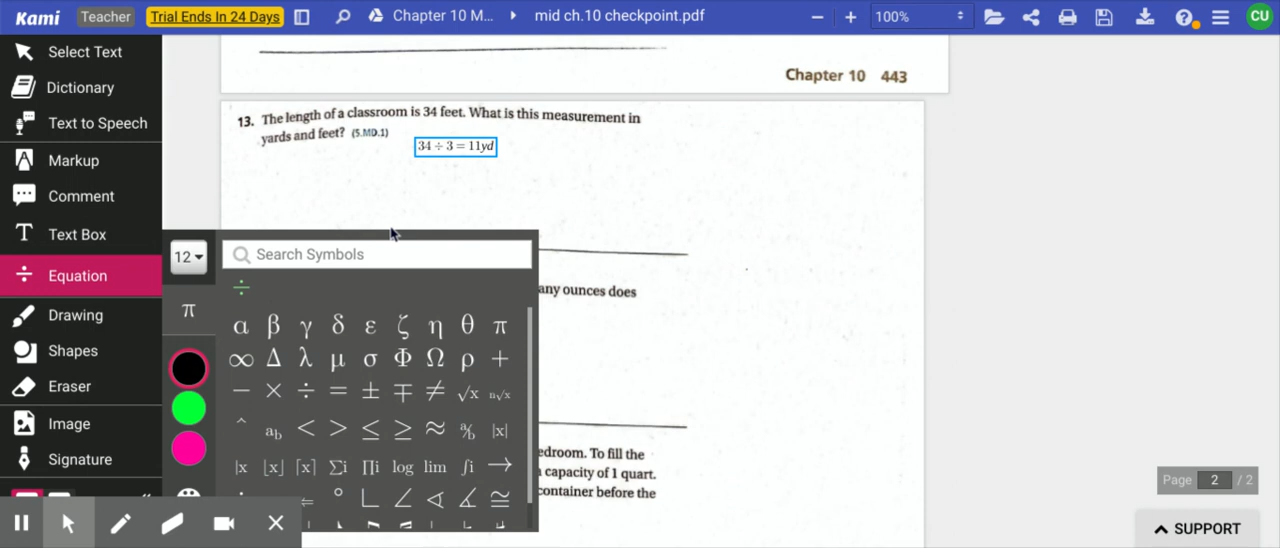 Kami Teacher Trial Ends In 24 Days Chapter 10 M... mid ch.10 checkpoint.pdf − + 100% CU
Select Text
Dictionary
Text to Speech
Markup
Comment
Text Box
Equation
Drawing
Shapes
Eraser
Image
Signature
Chapter 10 443
13. The length of a classroom is 34 feet. What is this measurement in
yards and feet? (5.MD.1)
34 ÷ 3 = 11yd
12
Search Symbols
÷
π
α β γ δ ε ζ η θ π
∞ Δ λ μ σ Φ Ω ρ +
− × ÷ = ± ∓ ≠ √x n√x
^ ab < > ≤ ≥ ≈ a/b |x|
|x ⌊x⌋ ⌈x⌉ Σi ∏i log lim ∫i →
° ∟ ∠ ∢ ∡ ≅
any ounces does
edroom. To fill the
capacity of 1 quart.
container before the
Page 2 / 2
SUPPORT